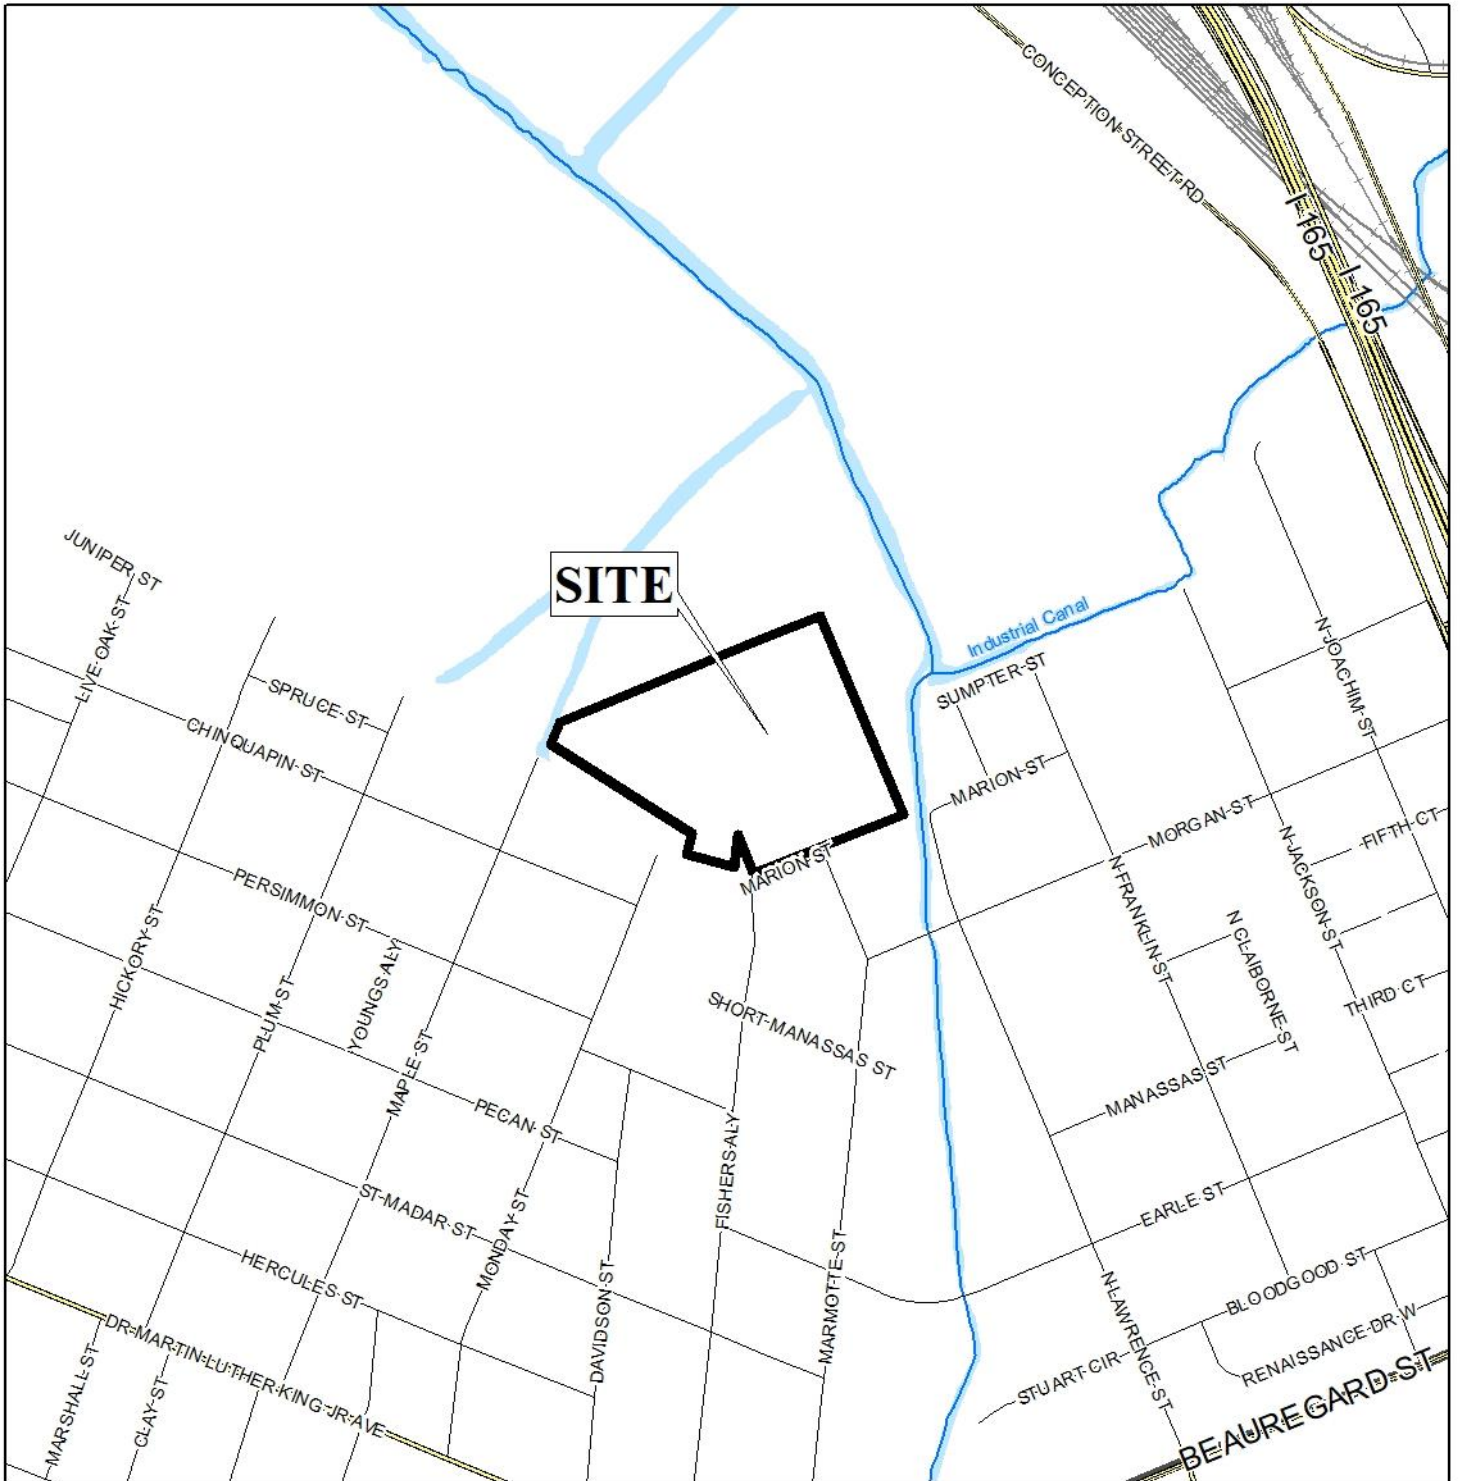 CONCEPTION STREET RD
I 165
I 165
JUNIPER ST
LIVE OAK ST
SITE
Industrial Canal
SUMPTER ST
N JOACHIM ST
SPRUCE ST
CHINQUAPIN ST
MARION ST
MORGAN ST
FIFTH CT
MARION ST
PERSIMMON ST
N FRANKLIN ST
N JACKSON ST
HICKORY ST
N CLAIBORNE ST
YOUNGS ALY
PLUM ST
SHORT MANASSAS ST
THIRD CT
MAPLE ST
PECAN ST
MANASSAS ST
FISHERS ALY
ST MADAR ST
MONDAY ST
EARLE ST
HERCULES ST
DAVIDSON ST
MARMOTTE ST
N LAWRENCE ST
BLOODGOOD ST
DR MARTIN LUTHER KING JR AVE
RENAISSANCE DR W
MARSHALL ST
CLAY ST
STUART CIR
BEAUREGARD ST